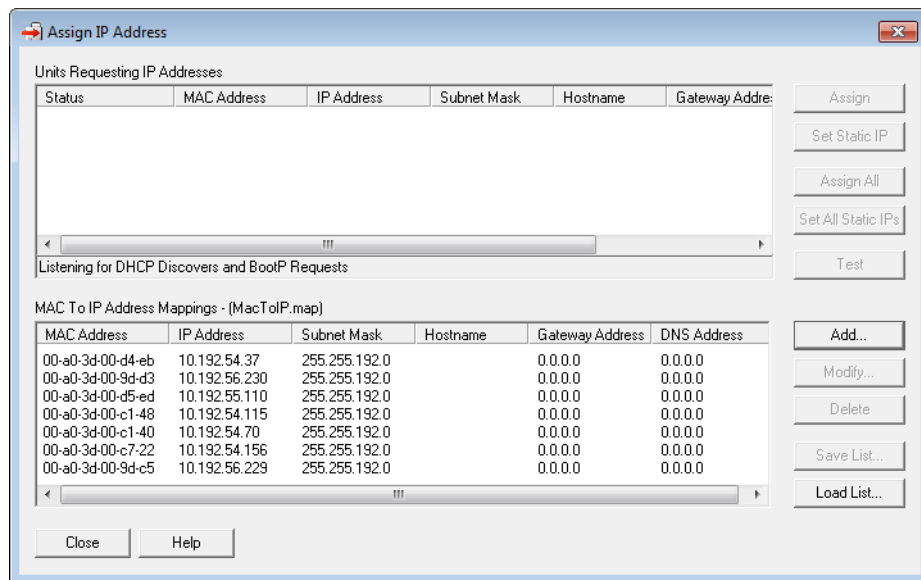 Assign IP Address
Units Requesting IP Addresses
Status MAC Address IP Address Subnet Mask Hostname Gateway Addre
Assign
Set Static IP
Assign All
Set All Static IPs
Listening for DHCP Discovers and BootP Requests
Test
MAC To IP Address Mappings - (MacToIP.map)
MAC Address IP Address Subnet Mask Hostname Gateway Address DNS Address
Add...
00-a0-3d-00-d4-eb 10.192.54.37 255.255.192.0 0.0.0.0 0.0.0.0
00-a0-3d-00-9d-d3 10.192.56.230 255.255.192.0 0.0.0.0 0.0.0.0
Modify...
00-a0-3d-00-d5-ed 10.192.55.110 255.255.192.0 0.0.0.0 0.0.0.0
00-a0-3d-00-c1-48 10.192.54.115 255.255.192.0 0.0.0.0 0.0.0.0
Delete
00-a0-3d-00-c1-40 10.192.54.70 255.255.192.0 0.0.0.0 0.0.0.0
00-a0-3d-00-c7-22 10.192.54.156 255.255.192.0 0.0.0.0 0.0.0.0
Save List...
00-a0-3d-00-9d-c5 10.192.56.229 255.255.192.0 0.0.0.0 0.0.0.0
Load List...
Close Help